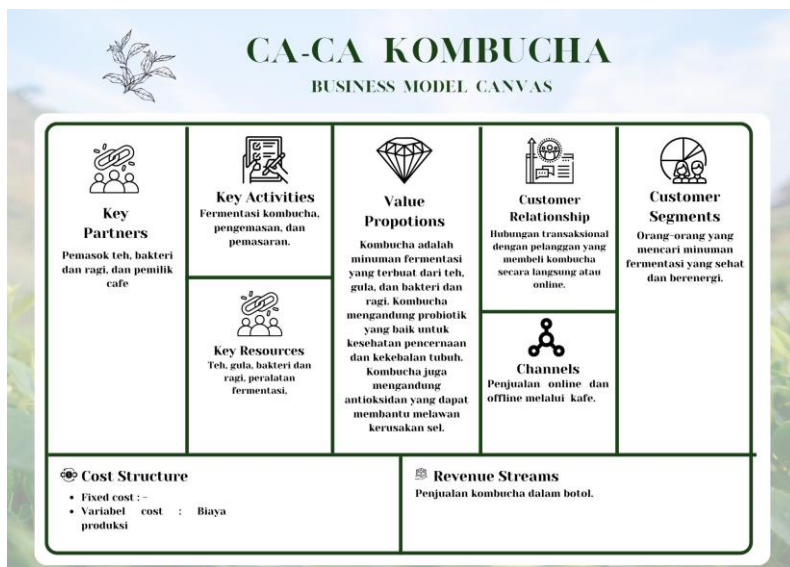 CA-CA KOMBUCHA
BUSINESS MODEL CANVAS
Key
Partners
Pemasok teh, bakteri
dan ragi, dan pemilik
cafe
Key Activities
Fermentasi kombucha,
pengemasan, dan
pemasaran.
Key Resources
Teh, gula, bakteri dan
ragi, peralatan
fermentasi,
Value
Propotions
Kombucha adalah
minuman fermentasi
yang terbuat dari teh,
gula, dan bakteri dan
ragi. Kombucha
mengandung probiotik
yang baik untuk
kesehatan pencernaan
dan kekebalan tubuh.
Kombucha juga
mengandung
antioksidan yang dapat
membantu melawan
kerusakan sel.
Customer
Relationship
Hubungan transaksional
dengan pelanggan yang
membeli kombucha
secara langsung atau
online.
Channels
Penjualan online dan
offline melalui kafe.
Customer
Segments
Orang-orang yang
mencari minuman
fermentasi yang sehat
dan berenergi.
Cost Structure
• Fixed cost : -
• Variabel cost : Biaya
produksi
Revenue Streams
Penjualan kombucha dalam botol.